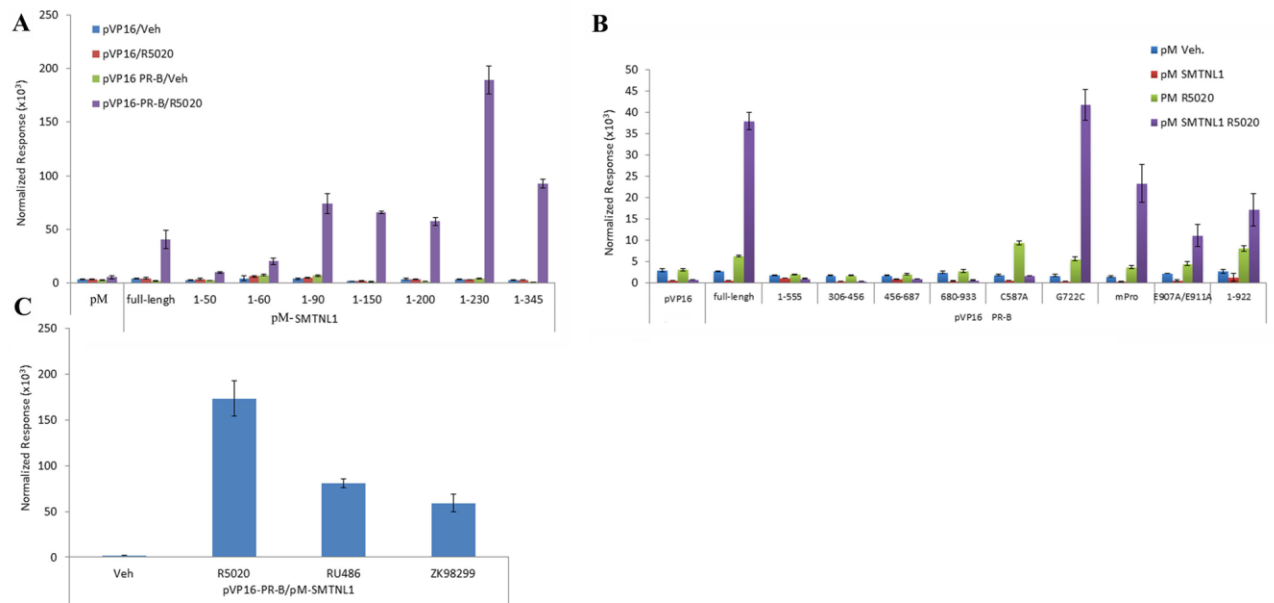 A
Normalized Response (x10³)
250
200
150
100
50
0
pVP16/Veh
pVP16/R5020
pVP16 PR-B/Veh
pVP16-PR-B/R5020
pM full-lengh 1-50 1-60 1-90 1-150 1-200 1-230 1-345
pM-SMTNL1
B
Normalized Response (x10³)
50
45
40
35
30
25
20
15
10
5
0
pM Veh.
pM SMTNL1
PM R5020
pM SMTNL1 R5020
pVP16 full-lengh 1-555 306-456 456-687 680-933 C587A G722C mPro E907A/E911A 1-922
pVP16 PR-B
C
Normalized Response (x10³)
250
200
150
100
50
0
Veh R5020 RU486 ZK98299
pVP16-PR-B/pM-SMTNL1